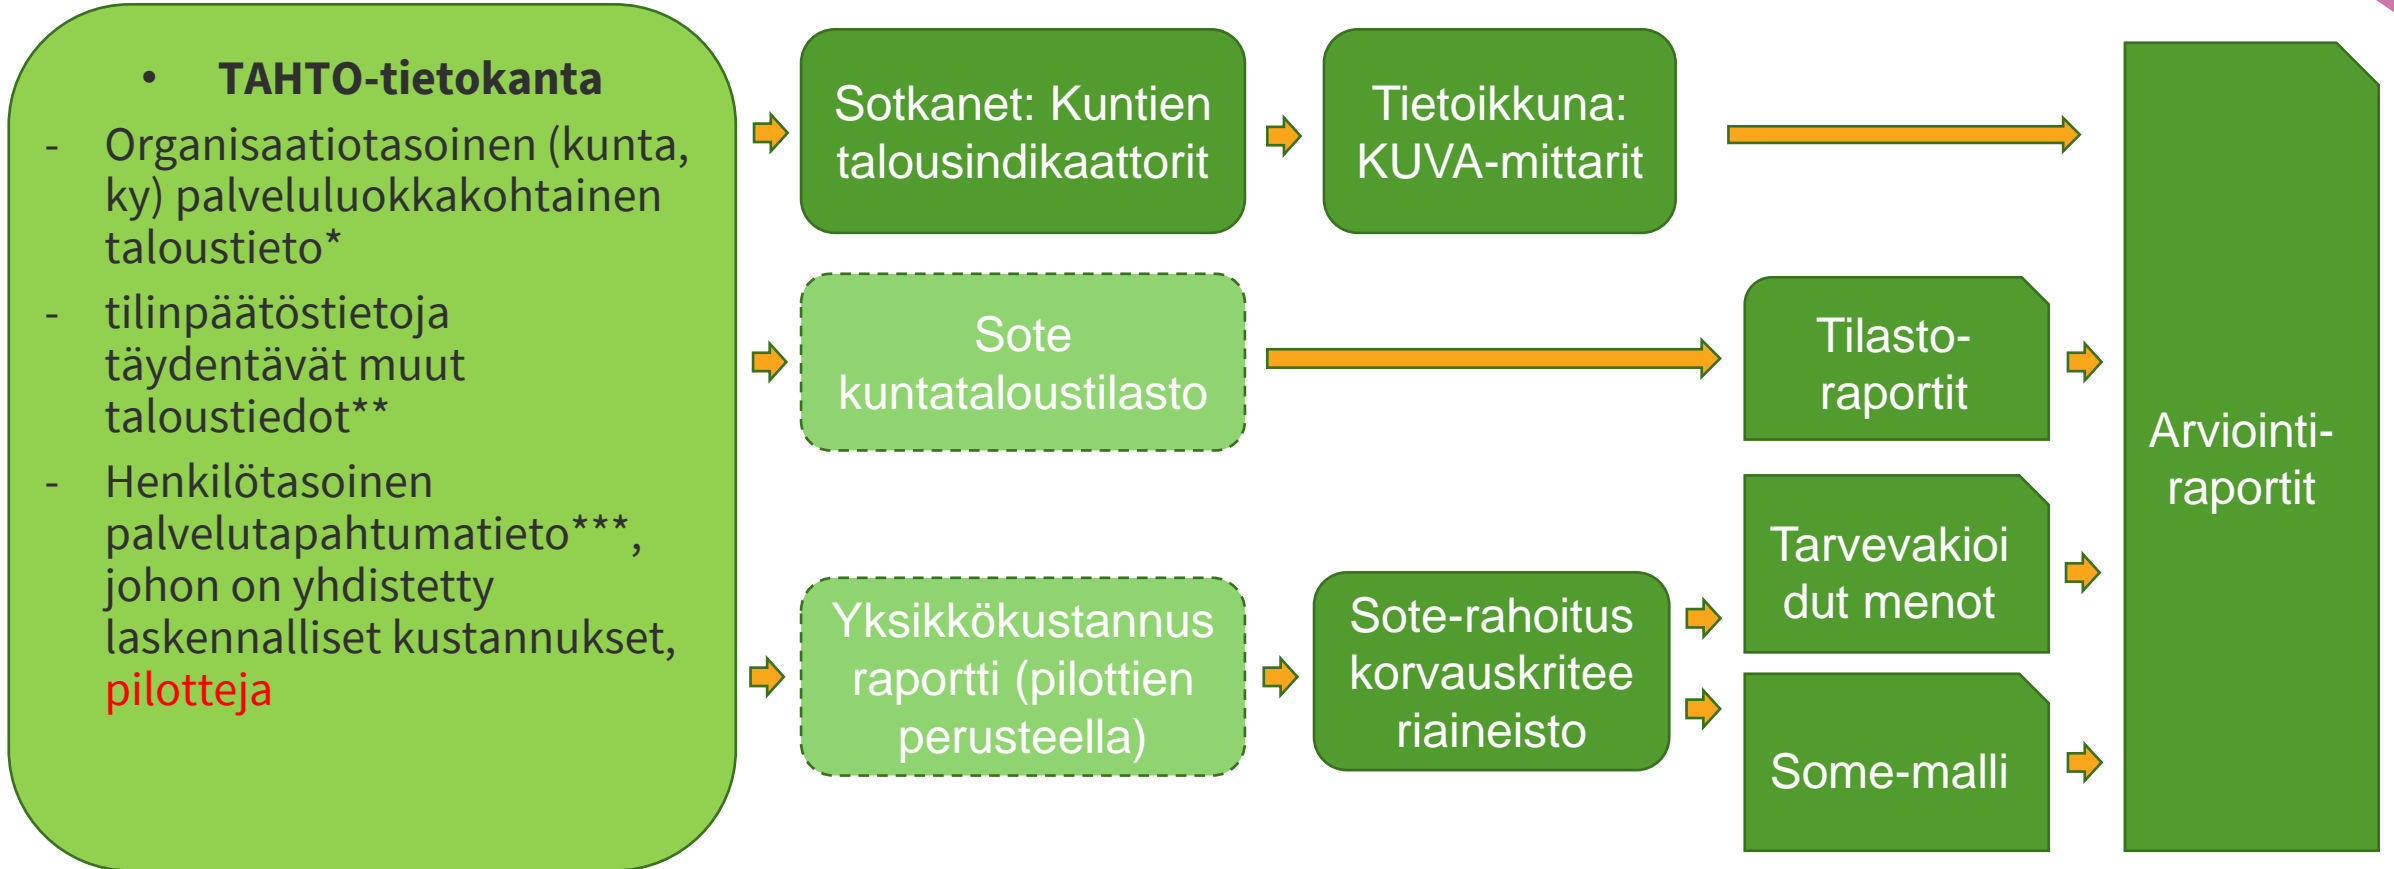 • TAHTO-tietokanta
- Organisaatiotasoinen (kunta,
ky) palveluluokkakohtainen
taloustieto*
- tilinpäätöstietoja
täydentävät muut
taloustiedot**
- Henkilötasoinen
palvelutapahtumatieto***,
johon on yhdistetty
laskennalliset kustannukset,
pilotteja
Sotkanet: Kuntien
talousindikaattorit
Tietoikkuna:
KUVA-mittarit
Sote
kuntataloustilasto
Tilasto-
raportit
Yksikkökustannus
raportti (pilottien
perusteella)
Sote-rahoitus
korvauskritee
riaineisto
Tarvevakioi
dut menot
Some-malli
Arviointi-
raportit